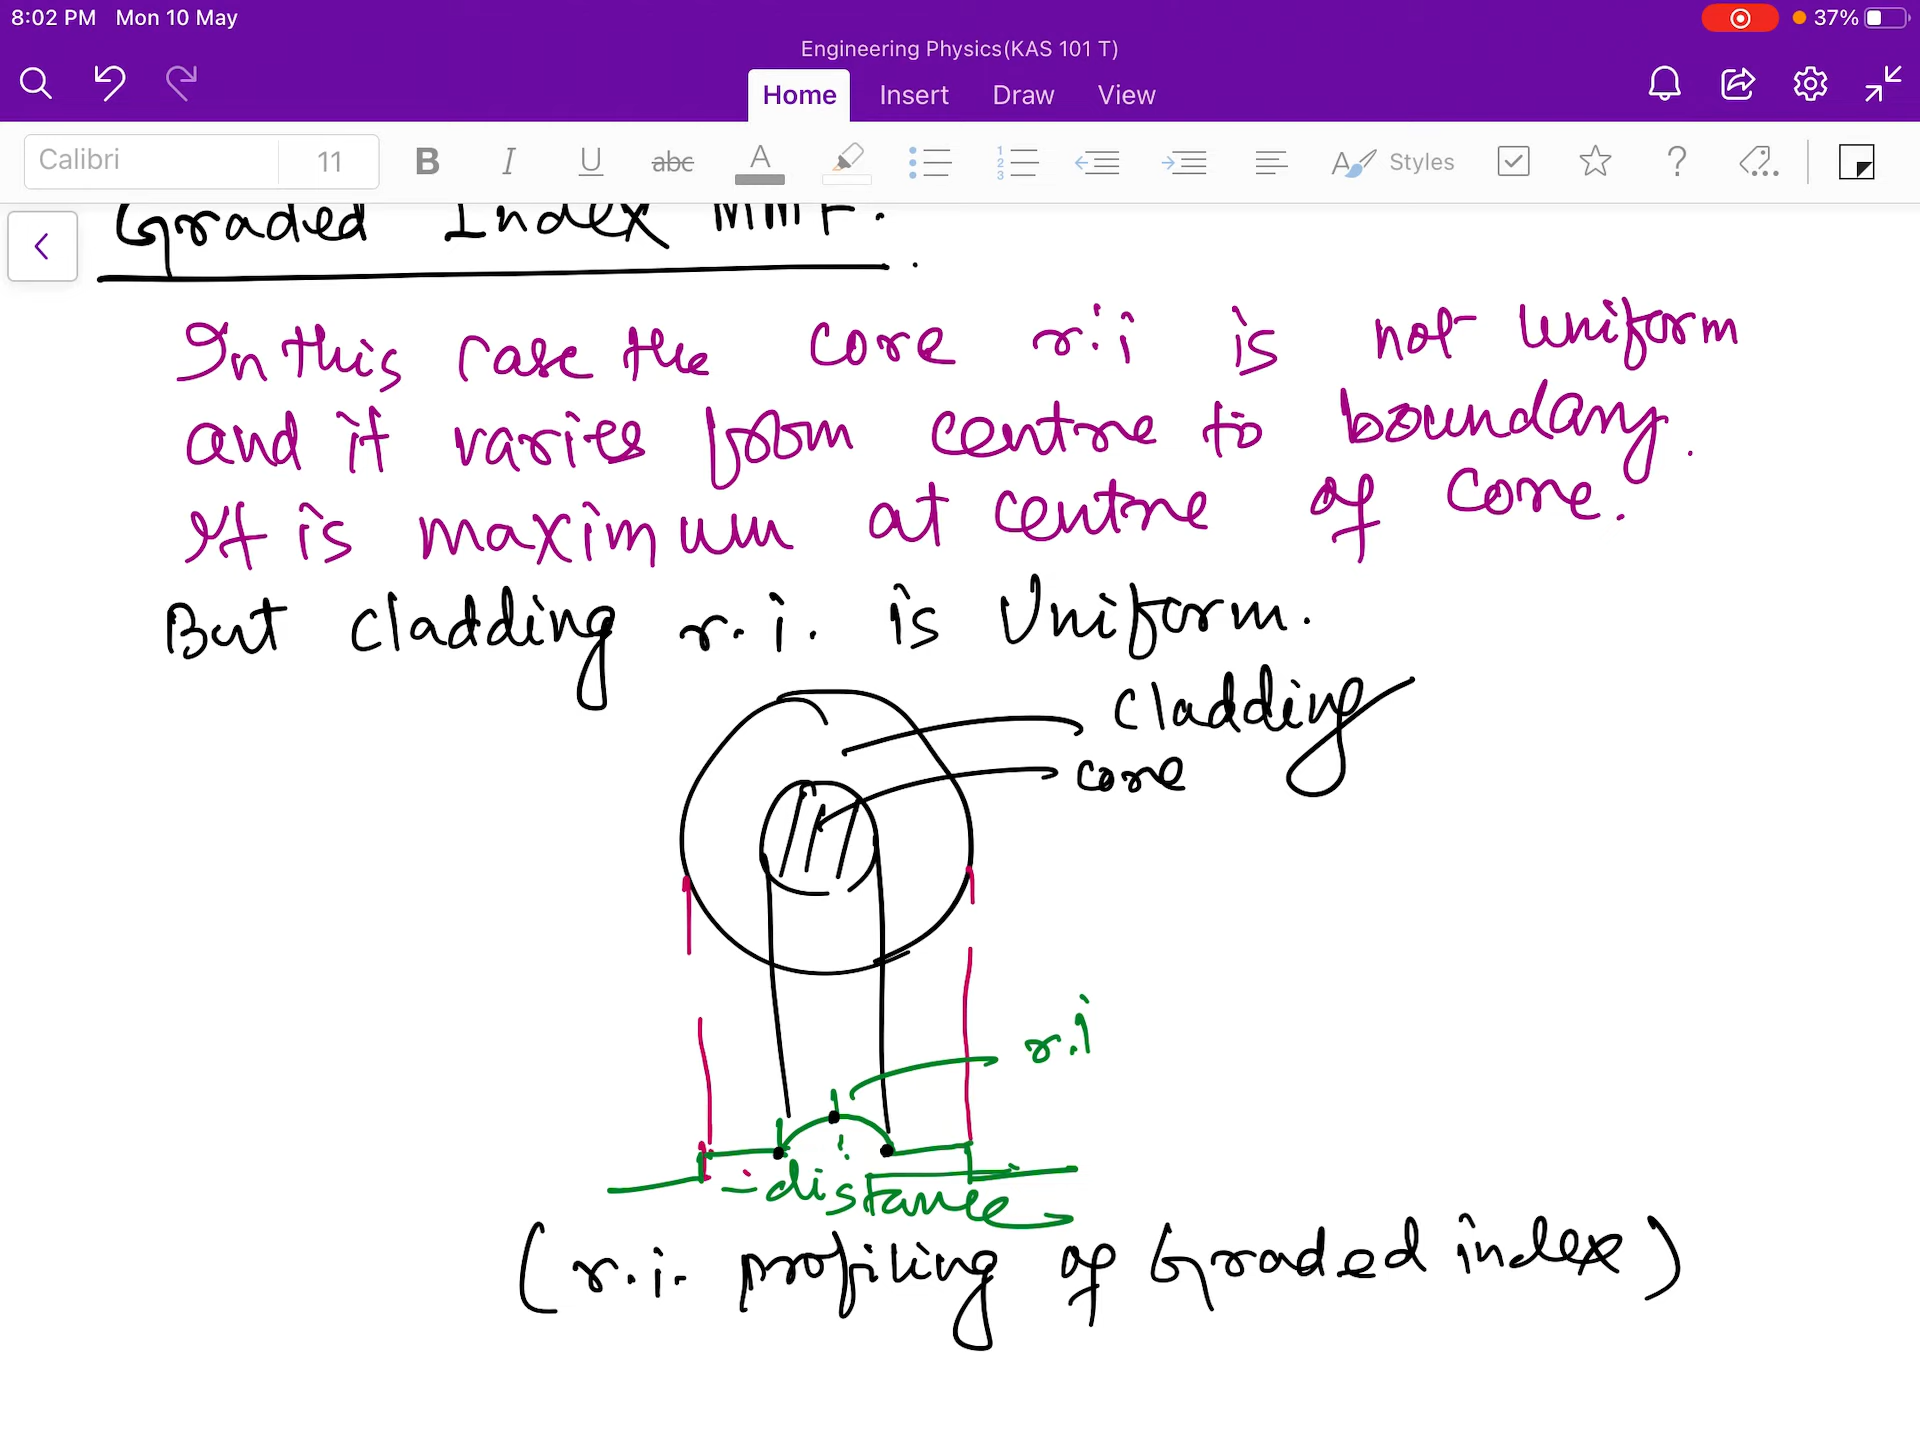 8:02 PM Mon 10 May
37%
Engineering Physics(KAS 101 T)
Home Insert Draw View
Calibri 11 B I U abc A Styles
Graded Index MMF.
In this case the core r.i is not uniform
and it varies from centre to boundary.
It is maximum at centre of core.
But cladding r.i. is Uniform.
cladding
core
r.i
distance
(r.i. profiling of Graded index)